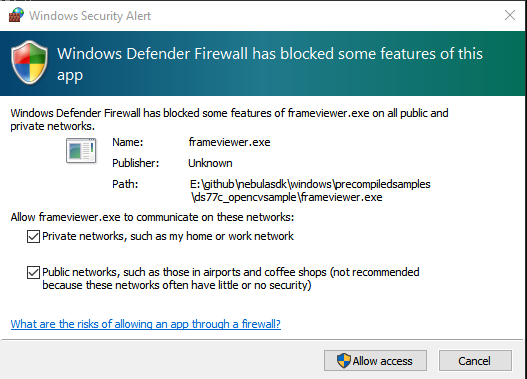 Windows Security Alert
Windows Defender Firewall has blocked some features of this
app
Windows Defender Firewall has blocked some features of frameviewer.exe on all public and
private networks.
Name: frameviewer.exe
Publisher: Unknown
Path: E:\github\nebulasdk\windows\precompiledsamples
\ds77c_opencvsample\frameviewer.exe
Allow frameviewer.exe to communicate on these networks:
Private networks, such as my home or work network
Public networks, such as those in airports and coffee shops (not recommended
because these networks often have little or no security)
What are the risks of allowing an app through a firewall?
Allow access Cancel